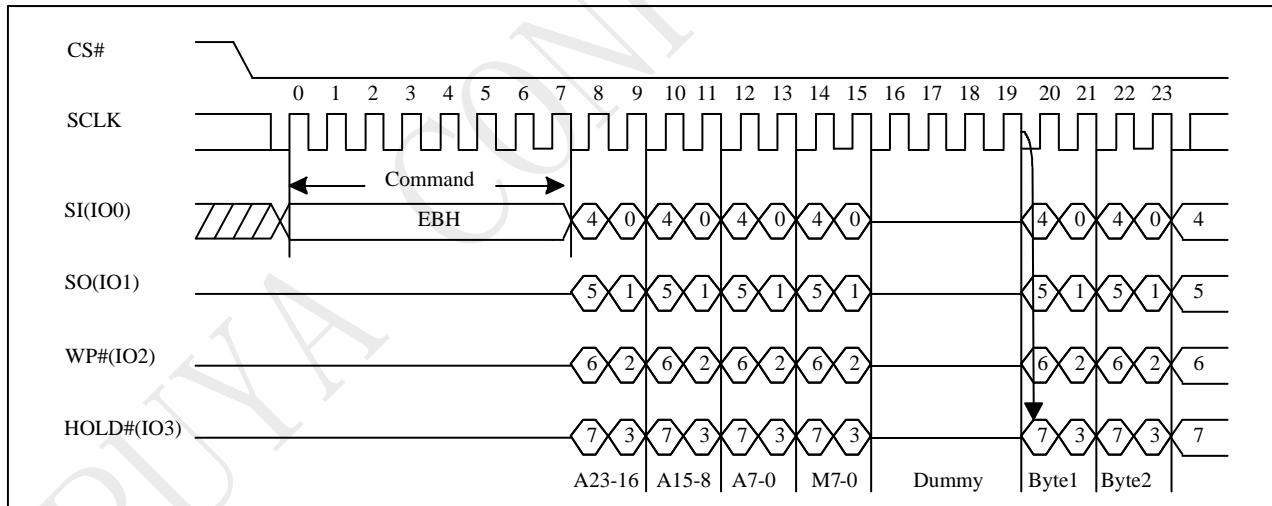 CS#
0 1 2 3 4 5 6 7 8 9 10 11 12 13 14 15 16 17 18 19 20 21 22 23
SCLK
Command
SI(IO0) EBH 4 0 4 0 4 0 4 0 4 0 4 0 4
SO(IO1) 5 1 5 1 5 1 5 1 5 1 5 1 5
WP#(IO2) 6 2 6 2 6 2 6 2 6 2 6 2 6
HOLD#(IO3) 7 3 7 3 7 3 7 3 7 3 7 3 7
A23-16 A15-8 A7-0 M7-0 Dummy Byte1 Byte2
PUYA CONF